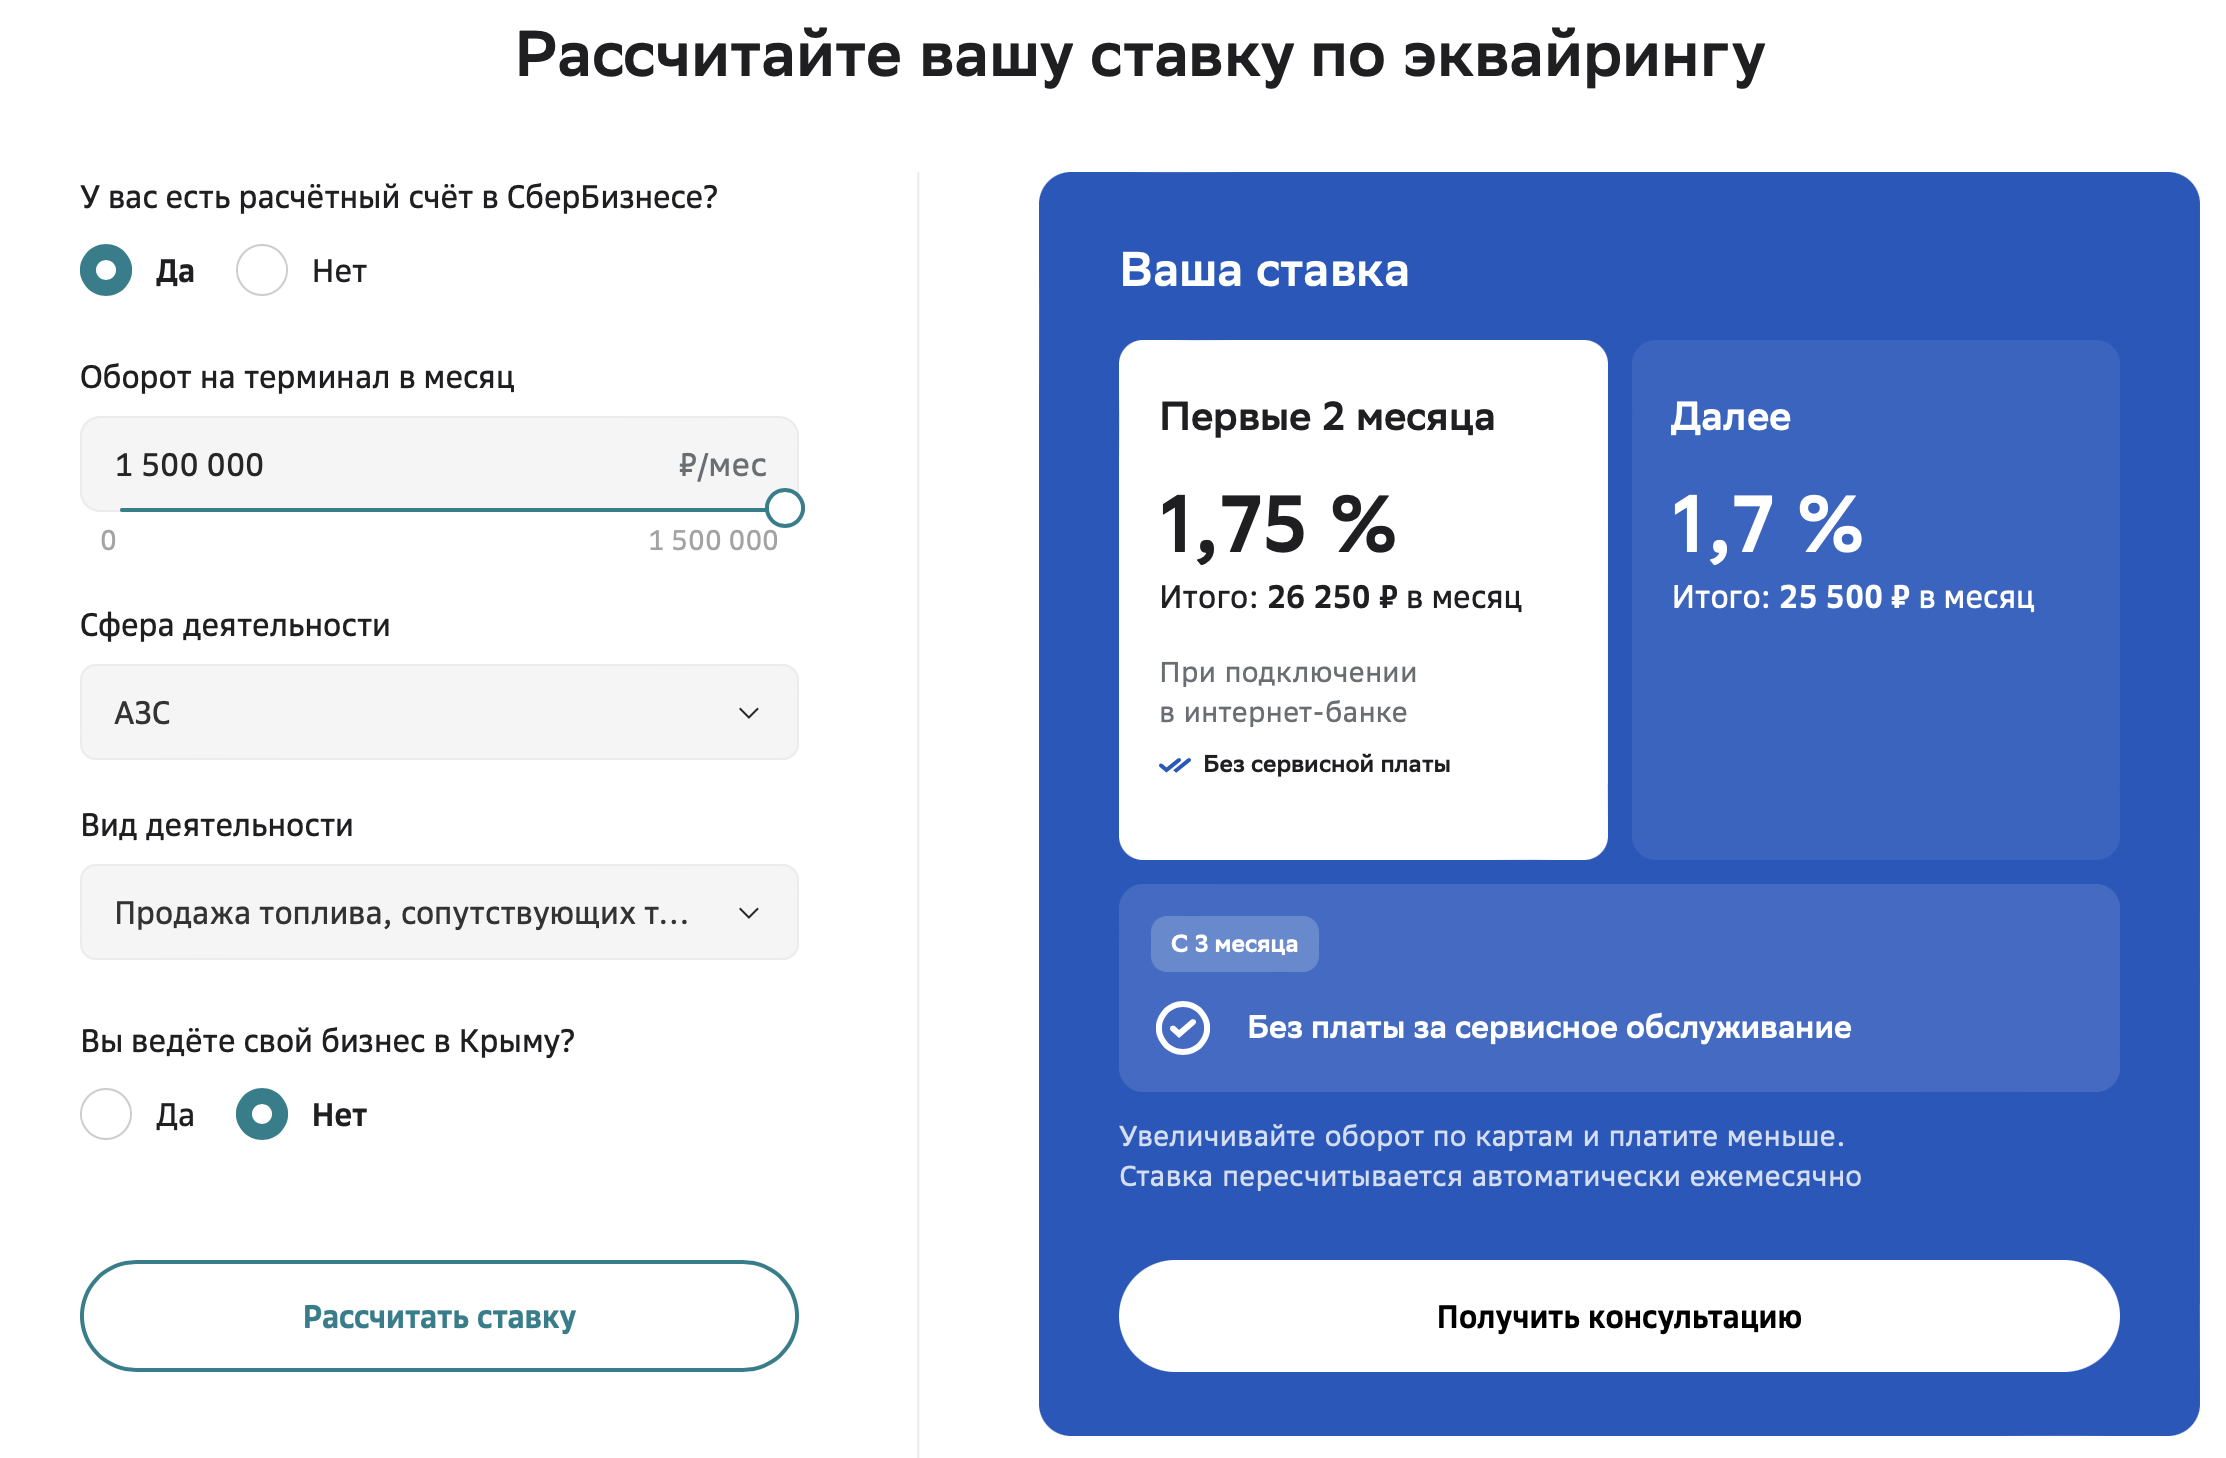 Рассчитайте вашу ставку по эквайрингу
У вас есть расчётный счёт в СберБизнесе?
Да Нет
Оборот на терминал в месяц
1 500 000 ₽/мес
0 1 500 000
Сфера деятельности
АЗС
Вид деятельности
Продажа топлива, сопутствующих т...
Вы ведёте свой бизнес в Крыму?
Да Нет
Рассчитать ставку
Ваша ставка
Первые 2 месяца
1,75 %
Итого: 26 250 ₽ в месяц
При подключении
в интернет-банке
Без сервисной платы
Далее
1,7 %
Итого: 25 500 ₽ в месяц
С 3 месяца
Без платы за сервисное обслуживание
Увеличивайте оборот по картам и платите меньше.
Ставка пересчитывается автоматически ежемесячно
Получить консультацию